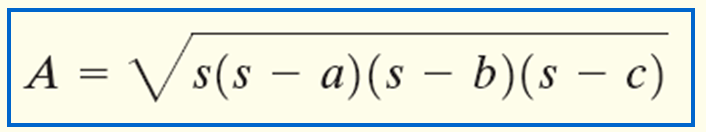 A = √s(s − a)(s − b)(s − c)